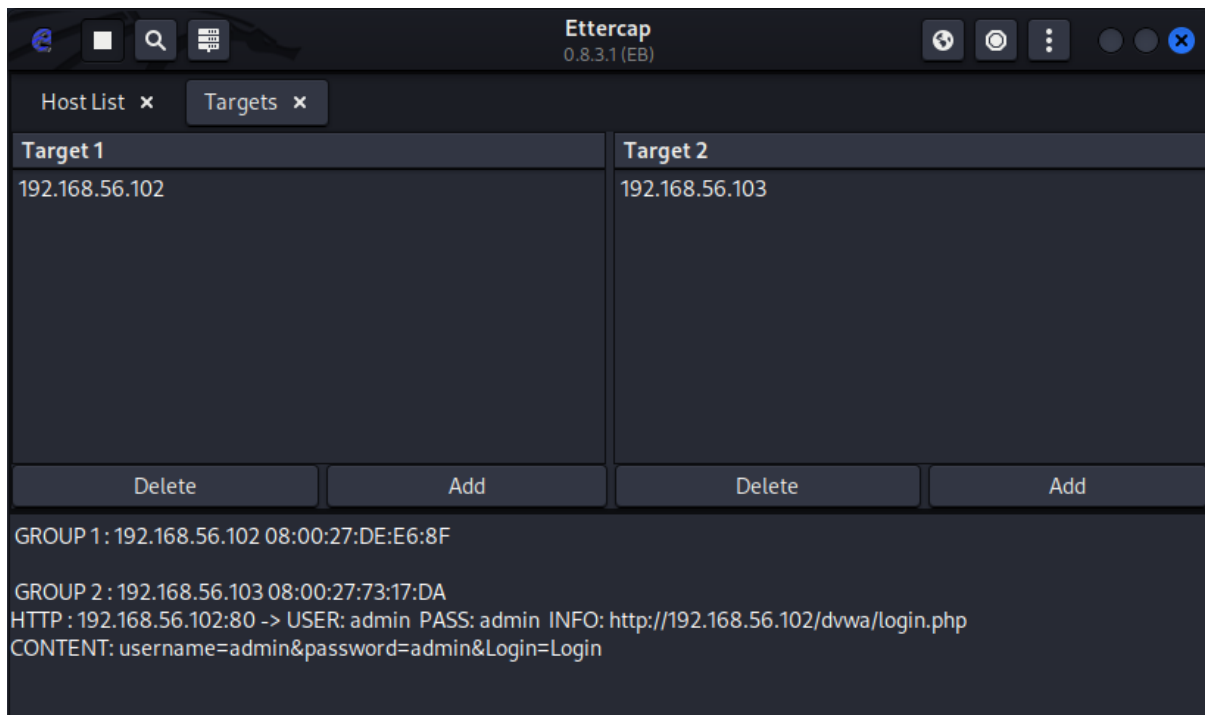 Ettercap
0.8.3.1 (EB)
Host List × Targets ×
Target 1 Target 2
192.168.56.102 192.168.56.103
Delete Add Delete Add
GROUP 1 : 192.168.56.102 08:00:27:DE:E6:8F
GROUP 2 : 192.168.56.103 08:00:27:73:17:DA
HTTP : 192.168.56.102:80 -> USER: admin PASS: admin INFO: http://192.168.56.102/dvwa/login.php
CONTENT: username=admin&password=admin&Login=Login